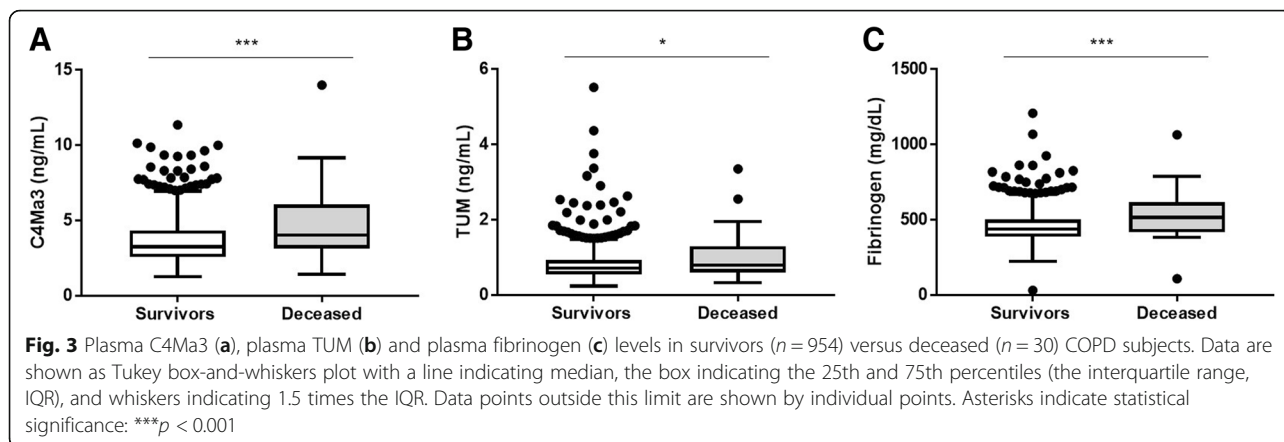 A
***
C4Ma3 (ng/mL)
15
10
5
0
Survivors Deceased
B
*
TUM (ng/mL)
6
4
2
0
Survivors Deceased
C
***
Fibrinogen (mg/dL)
1500
1000
500
0
Survivors Deceased
Fig. 3 Plasma C4Ma3 (a), plasma TUM (b) and plasma fibrinogen (c) levels in survivors (n = 954) versus deceased (n = 30) COPD subjects. Data are
shown as Tukey box-and-whiskers plot with a line indicating median, the box indicating the 25th and 75th percentiles (the interquartile range,
IQR), and whiskers indicating 1.5 times the IQR. Data points outside this limit are shown by individual points. Asterisks indicate statistical
significance: ***p < 0.001